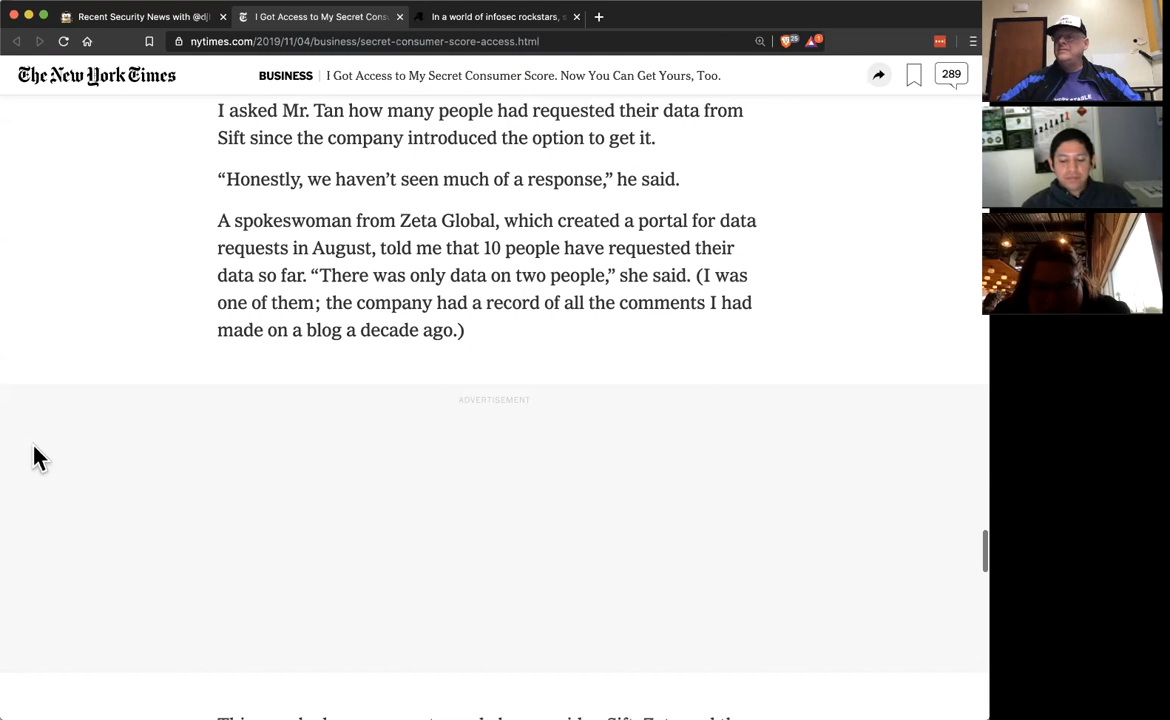 Recent Security News with @dj
I Got Access to My Secret Cons
In a world of infosec rockstars, s
nytimes.com/2019/11/04/business/secret-consumer-score-access.html
25
1
The New York Times
BUSINESS
I Got Access to My Secret Consumer Score. Now You Can Get Yours, Too.
289
I asked Mr. Tan how many people had requested their data from
Sift since the company introduced the option to get it.
“Honestly, we haven’t seen much of a response,” he said.
A spokeswoman from Zeta Global, which created a portal for data
requests in August, told me that 10 people have requested their
data so far. “There was only data on two people,” she said. (I was
one of them; the company had a record of all the comments I had
made on a blog a decade ago.)
ADVERTISEMENT